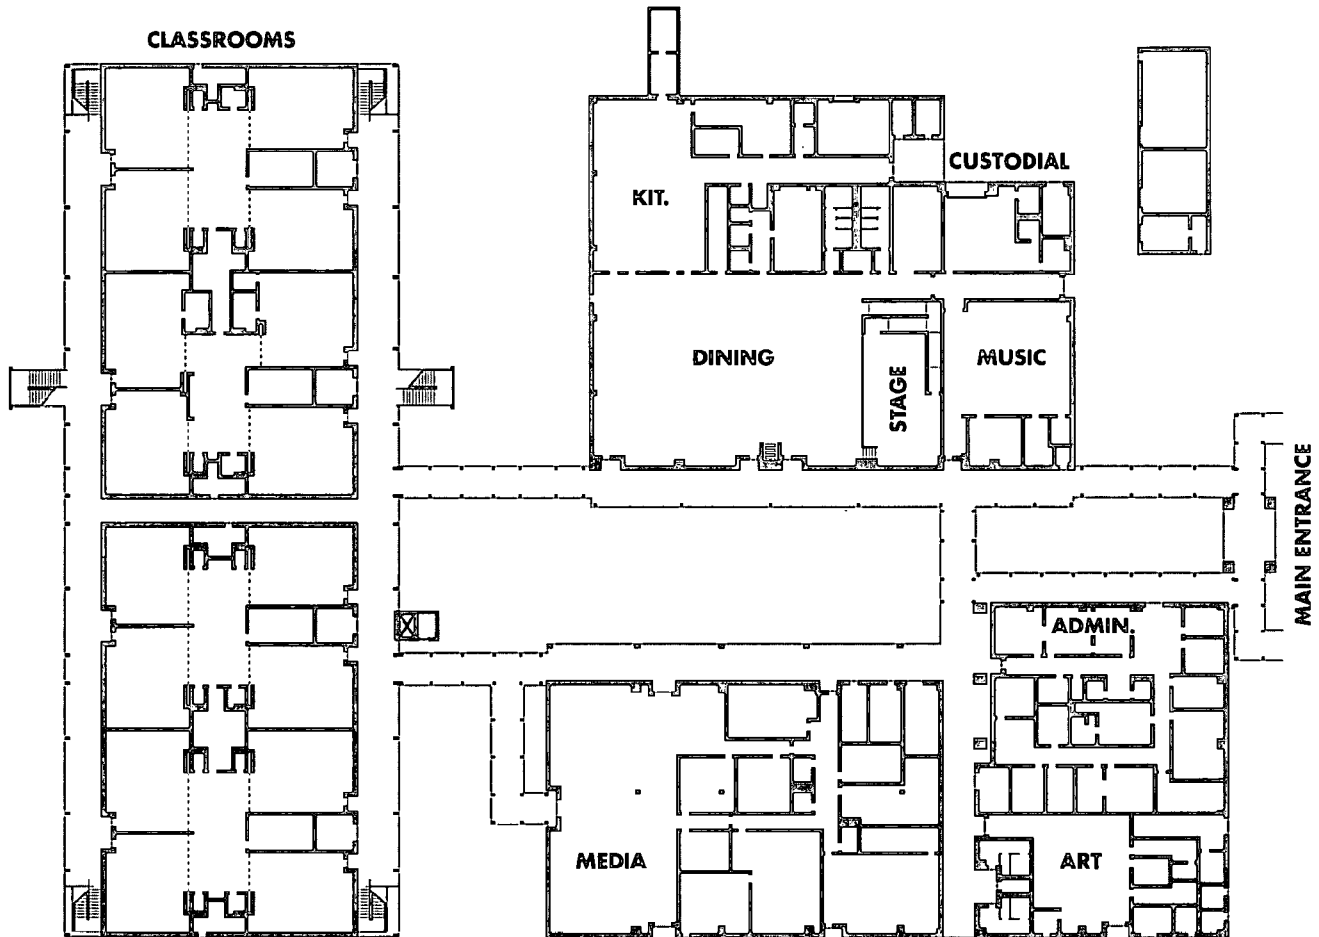 CLASSROOMS
CUSTODIAL
KIT.
DINING
STAGE
MUSIC
MAIN ENTRANCE
ADMIN.
MEDIA
ART